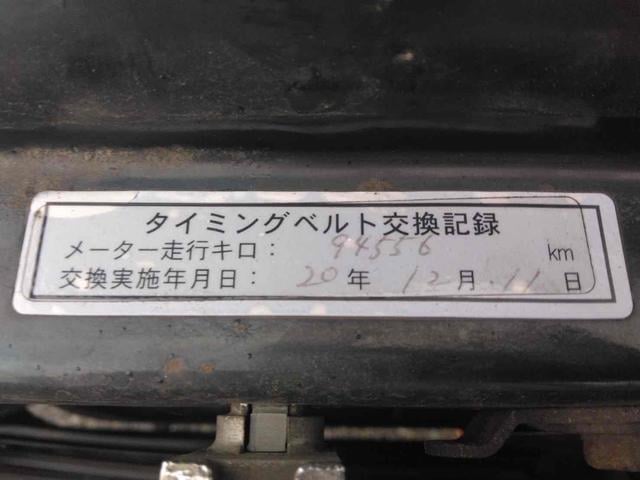 タイミングベルト交換記録
メーター走行キロ： 94556 km
交換実施年月日： 20 年 12 月 11 日